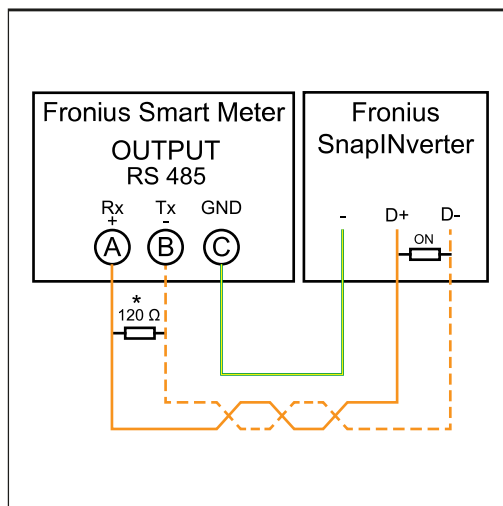 Fronius Smart Meter
OUTPUT
RS 485
Rx Tx GND
+ -
A B C
*
120 Ω
Fronius
SnapINverter
- D+ D-
ON